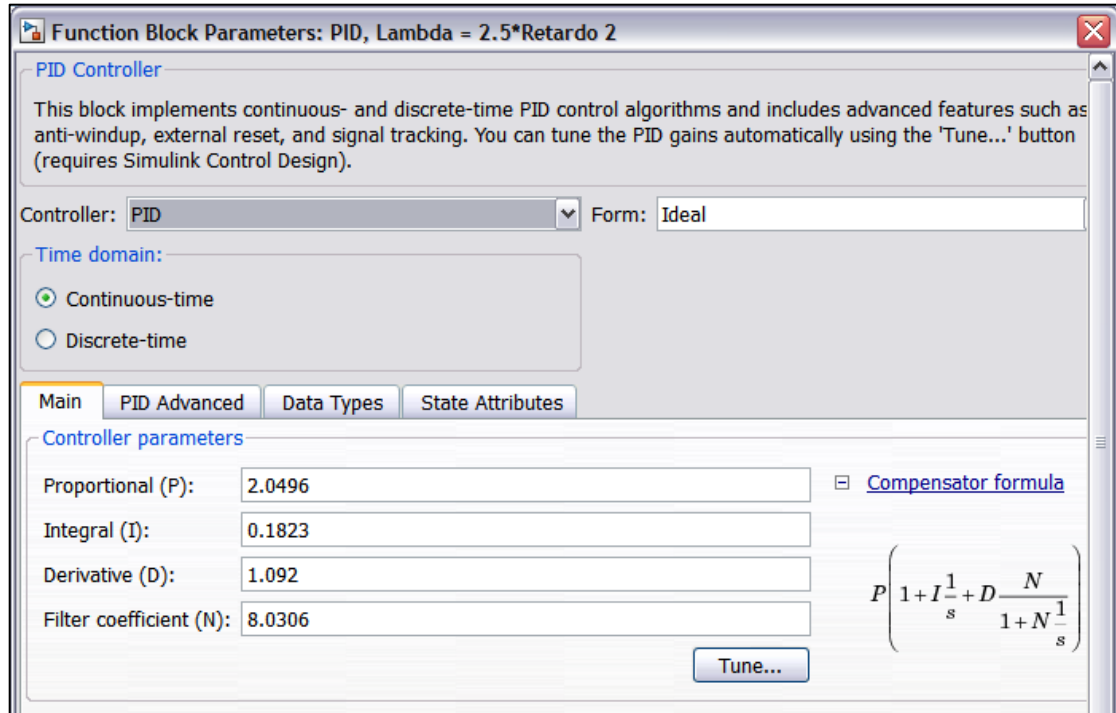 Function Block Parameters: PID, Lambda = 2.5*Retardo 2
PID Controller
This block implements continuous- and discrete-time PID control algorithms and includes advanced features such as
anti-windup, external reset, and signal tracking. You can tune the PID gains automatically using the 'Tune...' button
(requires Simulink Control Design).
Controller: PID Form: Ideal
Time domain:
Continuous-time
Discrete-time
Main PID Advanced Data Types State Attributes
Controller parameters
Proportional (P): 2.0496
Compensator formula
Integral (I): 0.1823
Derivative (D): 1.092
Filter coefficient (N): 8.0306
P(1+I 1/s +D N/(1+N 1/s))
Tune...